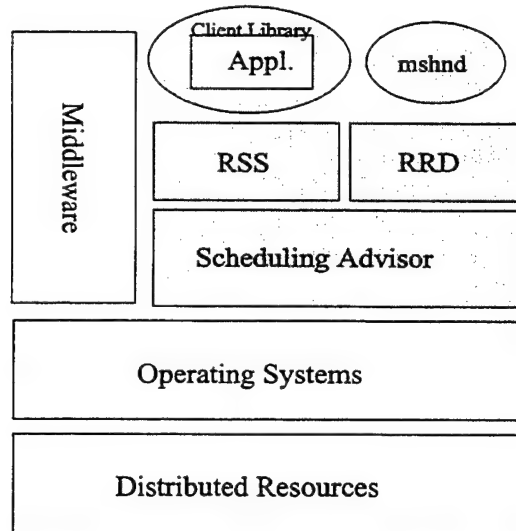 Client Library
Appl.
mshnd
Middleware
RSS
RRD
Scheduling Advisor
Operating Systems
Distributed Resources